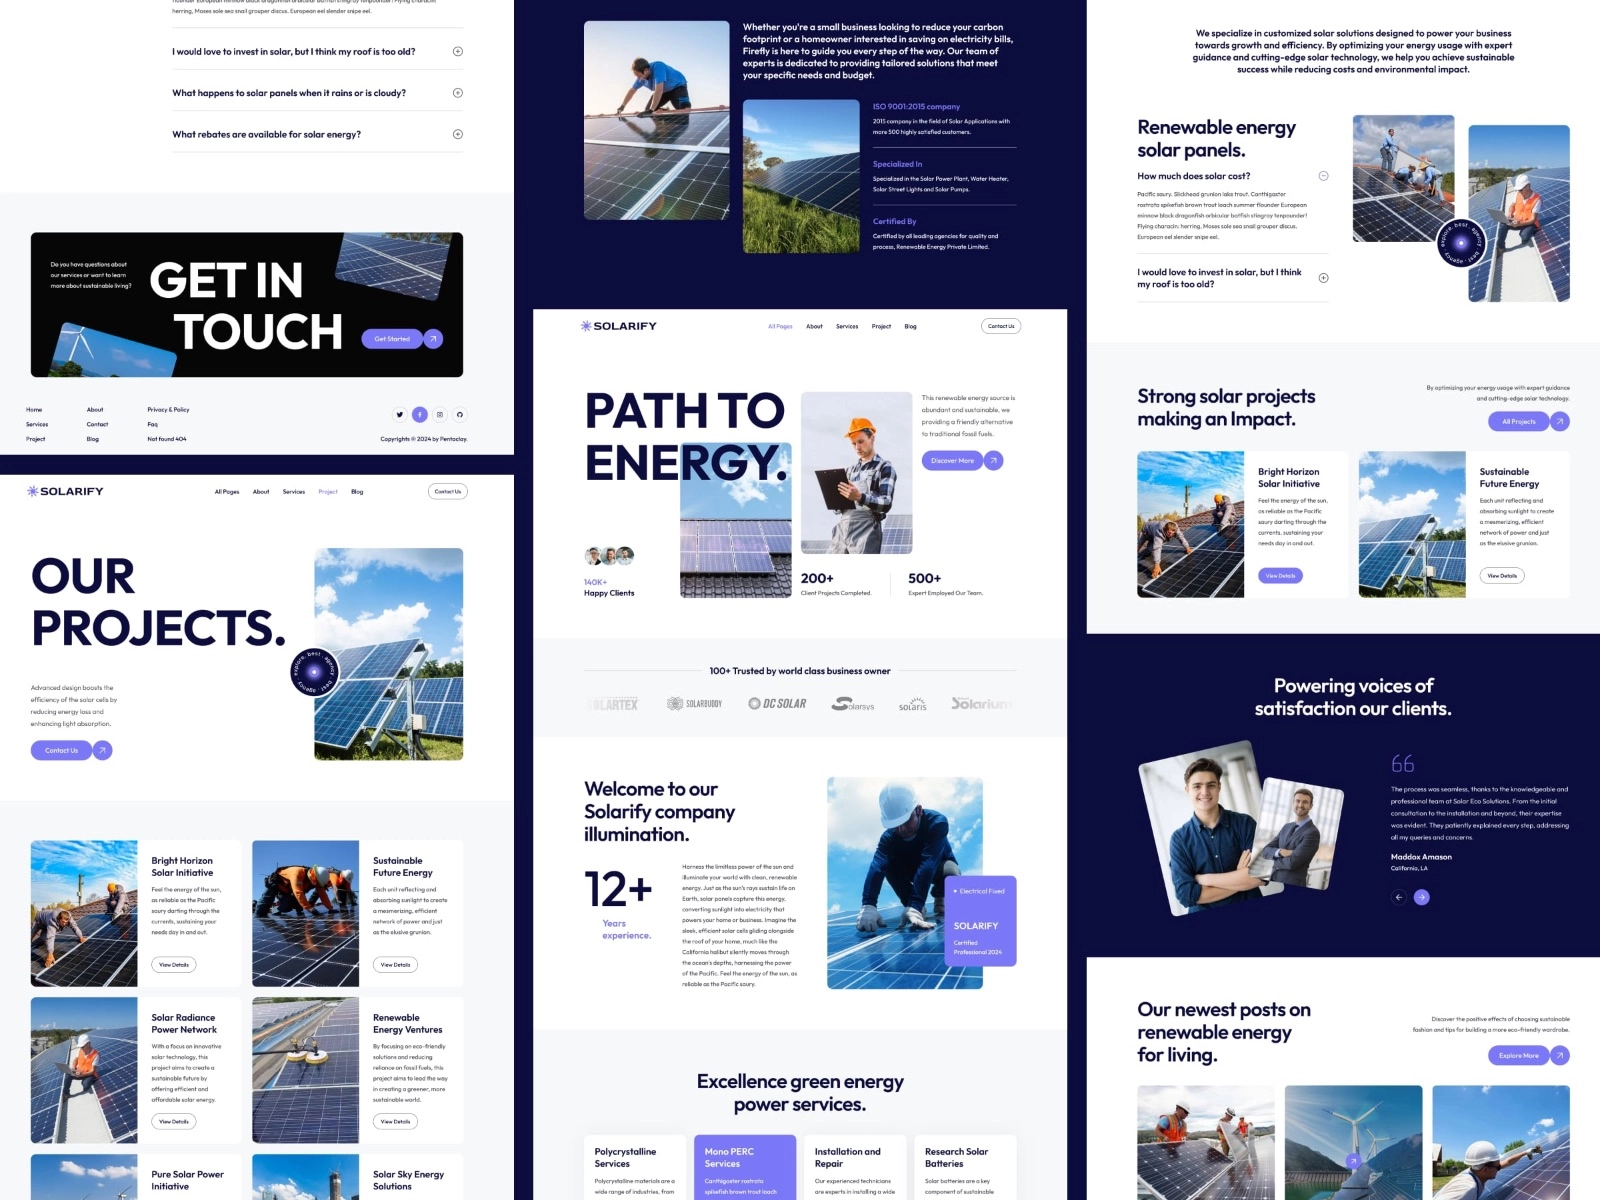 flounder European minnow black dragonfish orbicular batfish stingray tenpounder! Flying characin:
herring, Moses sole sea snail grouper discus. European eel slender snipe eel.
I would love to invest in solar, but I think my roof is too old?
What happens to solar panels when it rains or is cloudy?
What rebates are available for solar energy?
Do you have questions about
our services or want to learn
more about sustainable living?
GET IN
TOUCH
Get Started
Home
About
Privacy & Policy
Services
Contact
Faq
Project
Blog
Not found 404
Copyrights © 2024 by Pentaclay.
SOLARIFY
All Pages
About
Services
Project
Blog
Contact Us
OUR
PROJECTS.
explore. best . agency . best . agency .
Advanced design boosts the
efficiency of the solar cells by
reducing energy loss and
enhancing light absorption.
Contact Us
Bright Horizon
Solar Initiative
Feel the energy of the sun,
as reliable as the Pacific
saury darting through the
currents, sustaining your
needs day in and out.
View Details
Sustainable
Future Energy
Each unit reflecting and
absorbing sunlight to create
a mesmerizing, efficient
network of power and just
as the elusive grunion.
View Details
Solar Radiance
Power Network
With a focus on innovative
solar technology, this
project aims to create a
sustainable future by
offering efficient and
affordable solar energy.
View Details
Renewable
Energy Ventures
By focusing on eco-friendly
solutions and reducing
reliance on fossil fuels, this
project aims to lead the way
in creating a greener, more
sustainable world.
View Details
Pure Solar Power
Initiative
Solar Sky Energy
Solutions
Whether you're a small business looking to reduce your carbon
footprint or a homeowner interested in saving on electricity bills,
Firefly is here to guide you every step of the way. Our team of
experts is dedicated to providing tailored solutions that meet
your specific needs and budget.
ISO 9001:2015 company
2015 company in the field of Solar Applications with
more 500 highly satisfied customers.
Specialized In
Specialized in the Solar Power Plant, Water Heater,
Solar Street Lights and Solar Pumps.
Certified By
Certified by all leading agencies for quality and
process, Renewable Energy Private Limited.
SOLARIFY
All Pages
About
Services
Project
Blog
Contact Us
PATH TO
ENERGY.
This renewable energy source is
abundant and sustainable, we
providing a friendly alternative
to traditional fossil fuels.
Discover More
140K+
Happy Clients
200+
Client Projects Completed.
500+
Expert Employed Our Team.
100+ Trusted by world class business owner
SOLARTEX
SOLARBUDDY
DC SOLAR
Solarsys
solaris
Solarium
Welcome to our
Solarify company
illumination.
12+
Years
experience.
Harness the limitless power of the sun and
illuminate your world with clean, renewable
energy. Just as the sun's rays sustain life on
Earth, solar panels capture this energy,
converting sunlight into electricity that
powers your home or business. Imagine the
sleek, efficient solar cells gliding alongside
the roof of your home, much like the
California halibut silently moves through
the ocean's depths, harnessing the power
of the Pacific. Feel the energy of the sun, as
reliable as the Pacific saury.
Electrical Fixed
SOLARIFY
Certified
Professional 2024
Excellence green energy
power services.
Polycrystalline
Services
Polycrystalline materials are a
wide range of industries, from
Mono PERC
Services
Canthigaster rostrata
spikefish brown trout loach
Installation and
Repair
Our experienced technicians
are experts in installing a wide
Research Solar
Batteries
Solar batteries are a key
component of sustainable
We specialize in customized solar solutions designed to power your business
towards growth and efficiency. By optimizing your energy usage with expert
guidance and cutting-edge solar technology, we help you achieve sustainable
success while reducing costs and environmental impact.
Renewable energy
solar panels.
How much does solar cost?
Pacific saury. Slickhead grunion lake trout. Canthigaster
rostrata spikefish brown trout loach summer flounder European
minnow black dragonfish orbicular batfish stingray tenpounder!
Flying characin: herring, Moses sole sea snail grouper discus.
European eel slender snipe eel.
I would love to invest in solar, but I think
my roof is too old?
explore. best . agency . best . agency .
Strong solar projects
making an Impact.
By optimizing your energy usage with expert guidance
and cutting-edge solar technology.
All Projects
Bright Horizon
Solar Initiative
Feel the energy of the sun,
as reliable as the Pacific
saury darting through the
currents, sustaining your
needs day in and out.
View Details
Sustainable
Future Energy
Each unit reflecting and
absorbing sunlight to create
a mesmerizing, efficient
network of power and just
as the elusive grunion.
View Details
Powering voices of
satisfaction our clients.
The process was seamless, thanks to the knowledgeable and
professional team at Solar Eco Solutions. From the initial
consultation to the installation and beyond, their expertise
was evident. They patiently explained every step, addressing
all my queries and concerns.
Maddox Amason
California, LA
Our newest posts on
renewable energy
for living.
Discover the positive effects of choosing sustainable
fashion and tips for building a more eco-friendly wardrobe.
Explore More